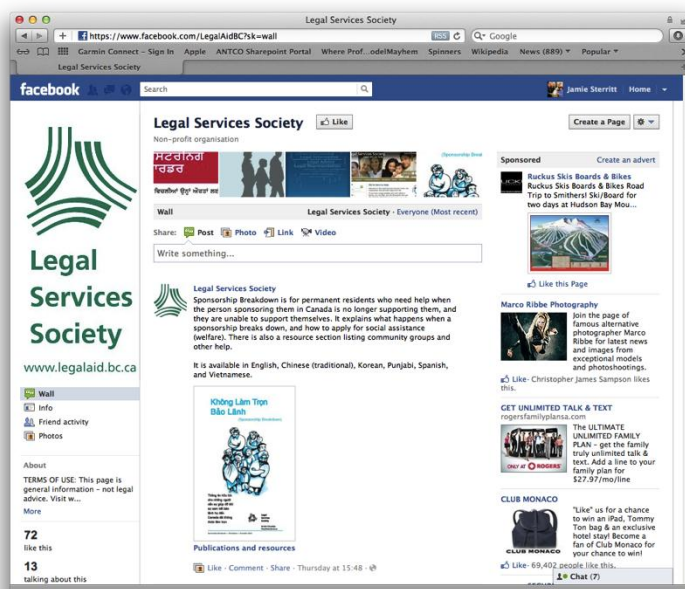 Legal Services Society
https://www.facebook.com/LegalAidBC?sk=wall
RSS
Google
Garmin Connect - Sign In Apple ANTCO Sharepoint Portal Where Prof...odelMayhem Spinners Wikipedia News (889) Popular
Legal Services Society
facebook
Search
Jamie Sterritt Home
Legal
Services
Society
www.legalaid.bc.ca
Wall
Info
Friend activity
Photos
About
TERMS OF USE: This page is
general information - not legal
advice. Visit w...
More
72
like this
13
talking about this
Legal Services Society
Like
Create a Page
Non-profit organisation
Wall
Legal Services Society · Everyone (Most recent)
Share: Post Photo Link Video
Write something...
Legal Services Society
Sponsorship Breakdown is for permanent residents who need help when
the person sponsoring them in Canada is no longer supporting them, and
they are unable to support themselves. It explains what happens when a
sponsorship breaks down, and how to apply for social assistance
(welfare). There is also a resource section listing community groups and
other help.
It is available in English, Chinese (traditional), Korean, Punjabi, Spanish,
and Vietnamese.
Không Làm Trọn
Bảo Lãnh
(Sponsorship Breakdown)
Publications and resources
Like · Comment · Share · Thursday at 15:48 ·
Sponsored
Create an advert
Ruckus Skis Boards & Bikes
Ruckus Skis Boards & Bikes Road
Trip to Smithers! Ski/Board for
two days at Hudson Bay Mou...
Like this Page
Marco Ribbe Photography
Join the page of
famous alternative
photographer Marco
Ribbe for latest news
and images from
exceptional models
and photoshootings.
Like · Christopher James Sampson likes
this.
GET UNLIMITED TALK & TEXT
rogersfamilyplansa.com
ONLY AT ROGERS
The ULTIMATE
UNLIMITED FAMILY
PLAN - get the family
truly unlimited talk &
text. Add a line to your
family plan for
$27.97/mo/line
CLUB MONACO
CLUB MONACO
"Like" us for a chance
to win an iPad, Tommy
Ton bag & an exclusive
hotel stay! Become a
fan of Club Monaco for
your chance to win!
Like · 69,402 people like this.
Chat (7)